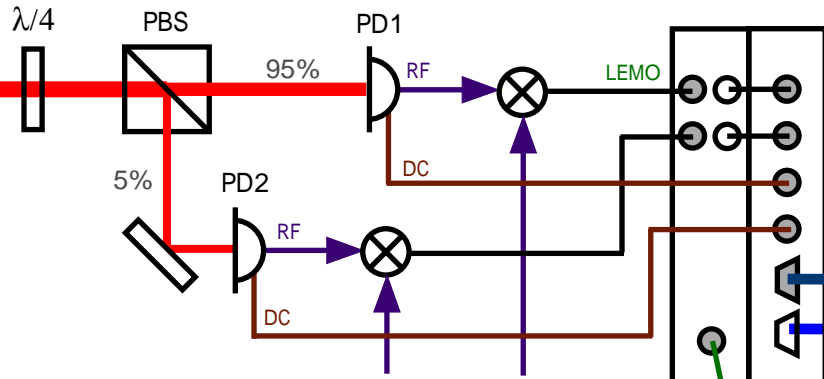 λ/4
PBS
PD1
95%
RF
LEMO
5%
PD2
DC
RF
DC